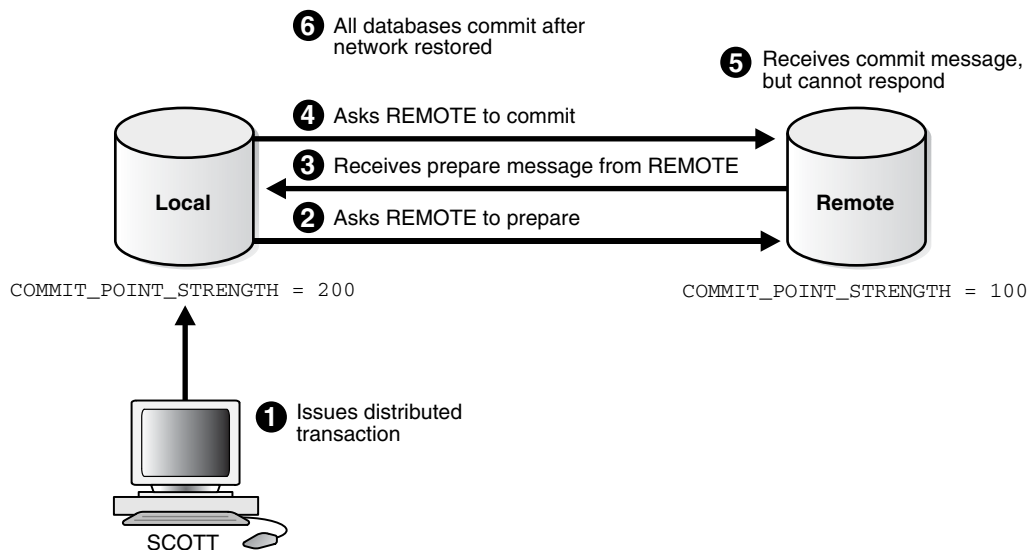 6 All databases commit after
network restored
5 Receives commit message,
but cannot respond
4 Asks REMOTE to commit
3 Receives prepare message from REMOTE
Local
Remote
2 Asks REMOTE to prepare
COMMIT_POINT_STRENGTH = 200
COMMIT_POINT_STRENGTH = 100
1 Issues distributed
transaction
SCOTT